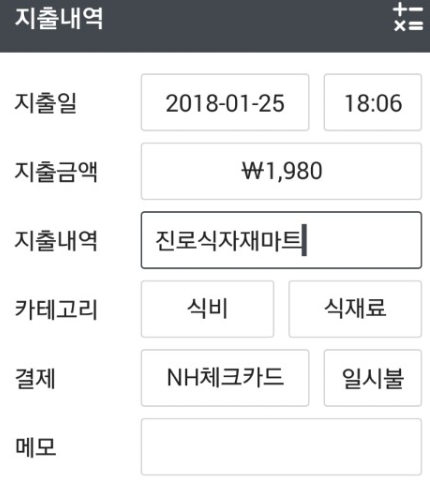 지출내역
지출일 2018-01-25 18:06
지출금액 ₩1,980
지출내역 진로식자재마트
카테고리 식비 식재료
결제 NH체크카드 일시불
메모